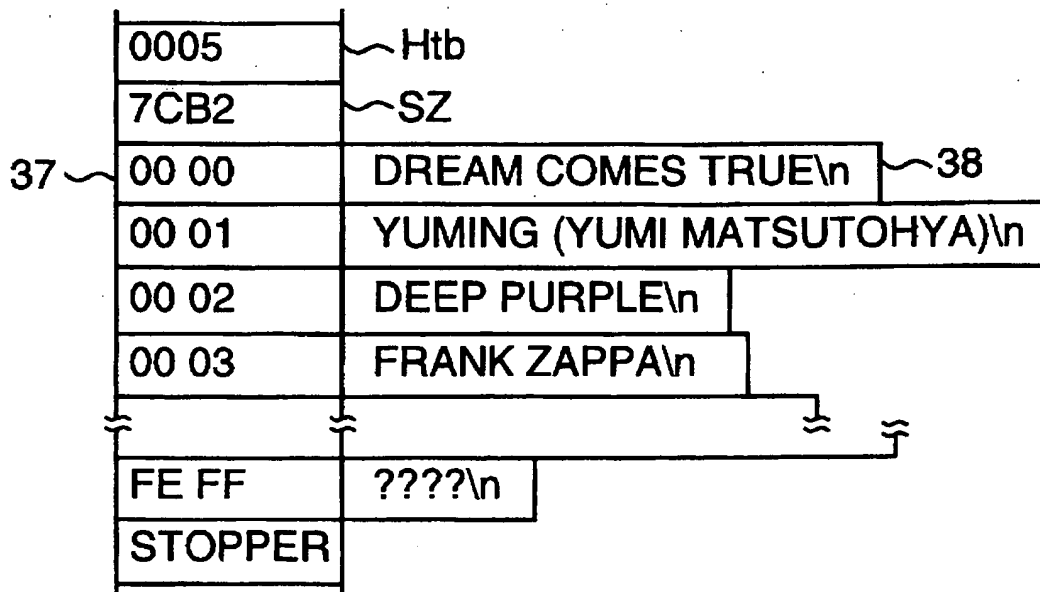 0005 Htb
7CB2 SZ
37 00 00 DREAM COMES TRUE\n 38
00 01 YUMING (YUMI MATSUTOHYA)\n
00 02 DEEP PURPLE\n
00 03 FRANK ZAPPA\n
FE FF ????\n
STOPPER